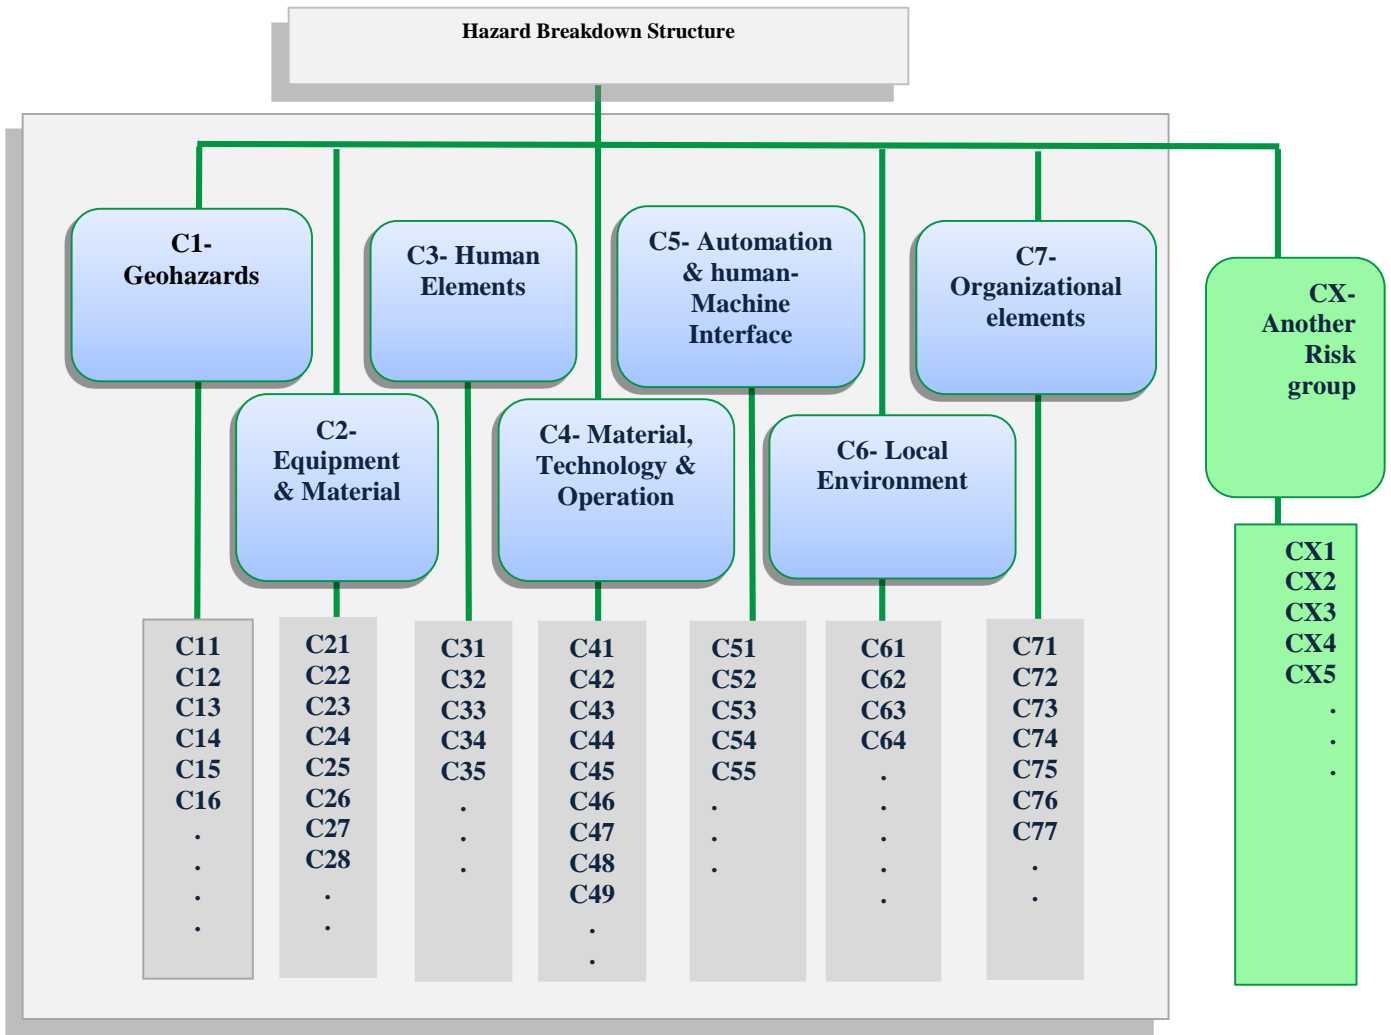 Hazard Breakdown Structure
C1-
Geohazards
C2-
Equipment
& Material
C3- Human
Elements
C4- Material,
Technology &
Operation
C5- Automation
& human-
Machine
Interface
C6- Local
Environment
C7-
Organizational
elements
CX-
Another
Risk
group
C11
C12
C13
C14
C15
C16
.
.
.
.
C21
C22
C23
C24
C25
C26
C27
C28
.
.
C31
C32
C33
C34
C35
.
.
.
C41
C42
C43
C44
C45
C46
C47
C48
C49
.
.
C51
C52
C53
C54
C55
.
.
.
C61
C62
C63
C64
.
.
.
.
.
C71
C72
C73
C74
C75
C76
C77
.
.
CX1
CX2
CX3
CX4
CX5
.
.
.